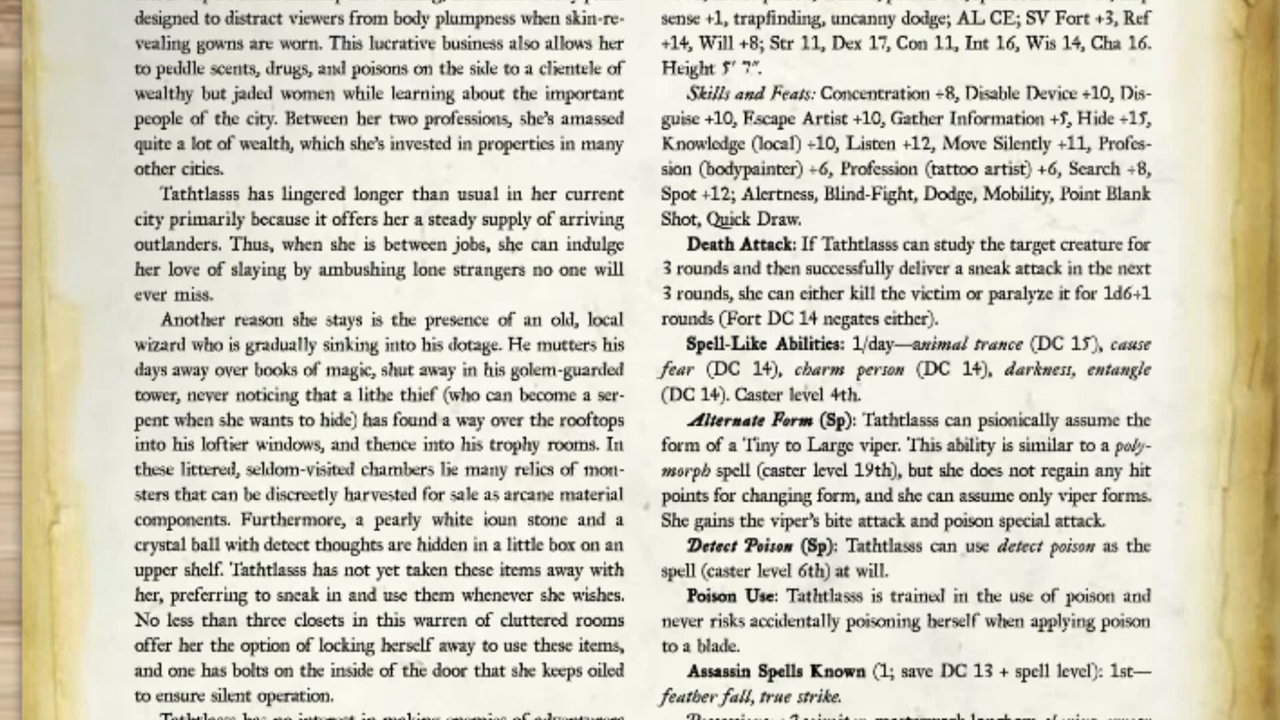 designed to distract viewers from body plumpness when skin-re-
vealing gowns are worn. This lucrative business also allows her
to peddle scents, drugs, and poisons on the side to a clientele of
wealthy but jaded women while learning about the important
people of the city. Between her two professions, she's amassed
quite a lot of wealth, which she's invested in properties in many
other cities.
Tathtlasss has lingered longer than usual in her current
city primarily because it offers her a steady supply of arriving
outlanders. Thus, when she is between jobs, she can indulge
her love of slaying by ambushing lone strangers no one will
ever miss.
Another reason she stays is the presence of an old, local
wizard who is gradually sinking into his dotage. He mutters his
days away over books of magic, shut away in his golem-guarded
tower, never noticing that a lithe thief (who can become a ser-
pent when she wants to hide) has found a way over the rooftops
into his loftier windows, and thence into his trophy rooms. In
these littered, seldom-visited chambers lie many relics of mon-
sters that can be discreetly harvested for sale as arcane material
components. Furthermore, a pearly white ioun stone and a
crystal ball with detect thoughts are hidden in a little box on an
upper shelf. Tathtlasss has not yet taken these items away with
her, preferring to sneak in and use them whenever she wishes.
No less than three closets in this warren of cluttered rooms
offer her the option of locking herself away to use these items,
and one has bolts on the inside of the door that she keeps oiled
to ensure silent operation.
Tathtlasss has no interest in making enemies of adventurers
sense +1, trapfinding, uncanny dodge; AL CE; SV Fort +3, Ref
+14, Will +8; Str 11, Dex 17, Con 11, Int 16, Wis 14, Cha 16.
Height 5' 7".
Skills and Feats: Concentration +8, Disable Device +10, Dis-
guise +10, Escape Artist +10, Gather Information +5, Hide +15,
Knowledge (local) +10, Listen +12, Move Silently +11, Profes-
sion (bodypainter) +6, Profession (tattoo artist) +6, Search +8,
Spot +12; Alertness, Blind-Fight, Dodge, Mobility, Point Blank
Shot, Quick Draw.
Death Attack: If Tathtlasss can study the target creature for
3 rounds and then successfully deliver a sneak attack in the next
3 rounds, she can either kill the victim or paralyze it for 1d6+1
rounds (Fort DC 14 negates either).
Spell-Like Abilities: 1/day—animal trance (DC 15), cause
fear (DC 14), charm person (DC 14), darkness, entangle
(DC 14). Caster level 4th.
Alternate Form (Sp): Tathtlasss can psionically assume the
form of a Tiny to Large viper. This ability is similar to a poly-
morph spell (caster level 19th), but she does not regain any hit
points for changing form, and she can assume only viper forms.
She gains the viper's bite attack and poison special attack.
Detect Poison (Sp): Tathtlasss can use detect poison as the
spell (caster level 6th) at will.
Poison Use: Tathtlasss is trained in the use of poison and
never risks accidentally poisoning herself when applying poison
to a blade.
Assassin Spells Known (1; save DC 13 + spell level): 1st—
feather fall, true strike.